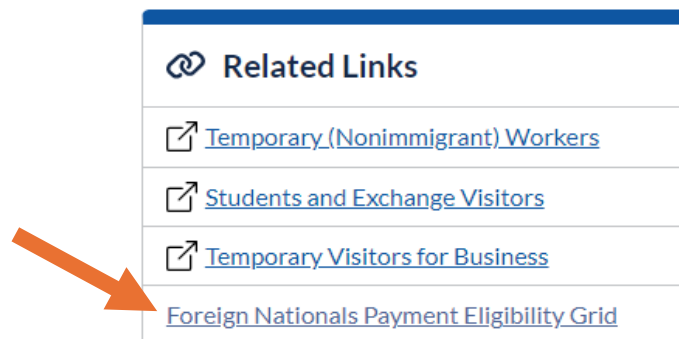 Related Links
Temporary (Nonimmigrant) Workers
Students and Exchange Visitors
Temporary Visitors for Business
Foreign Nationals Payment Eligibility Grid